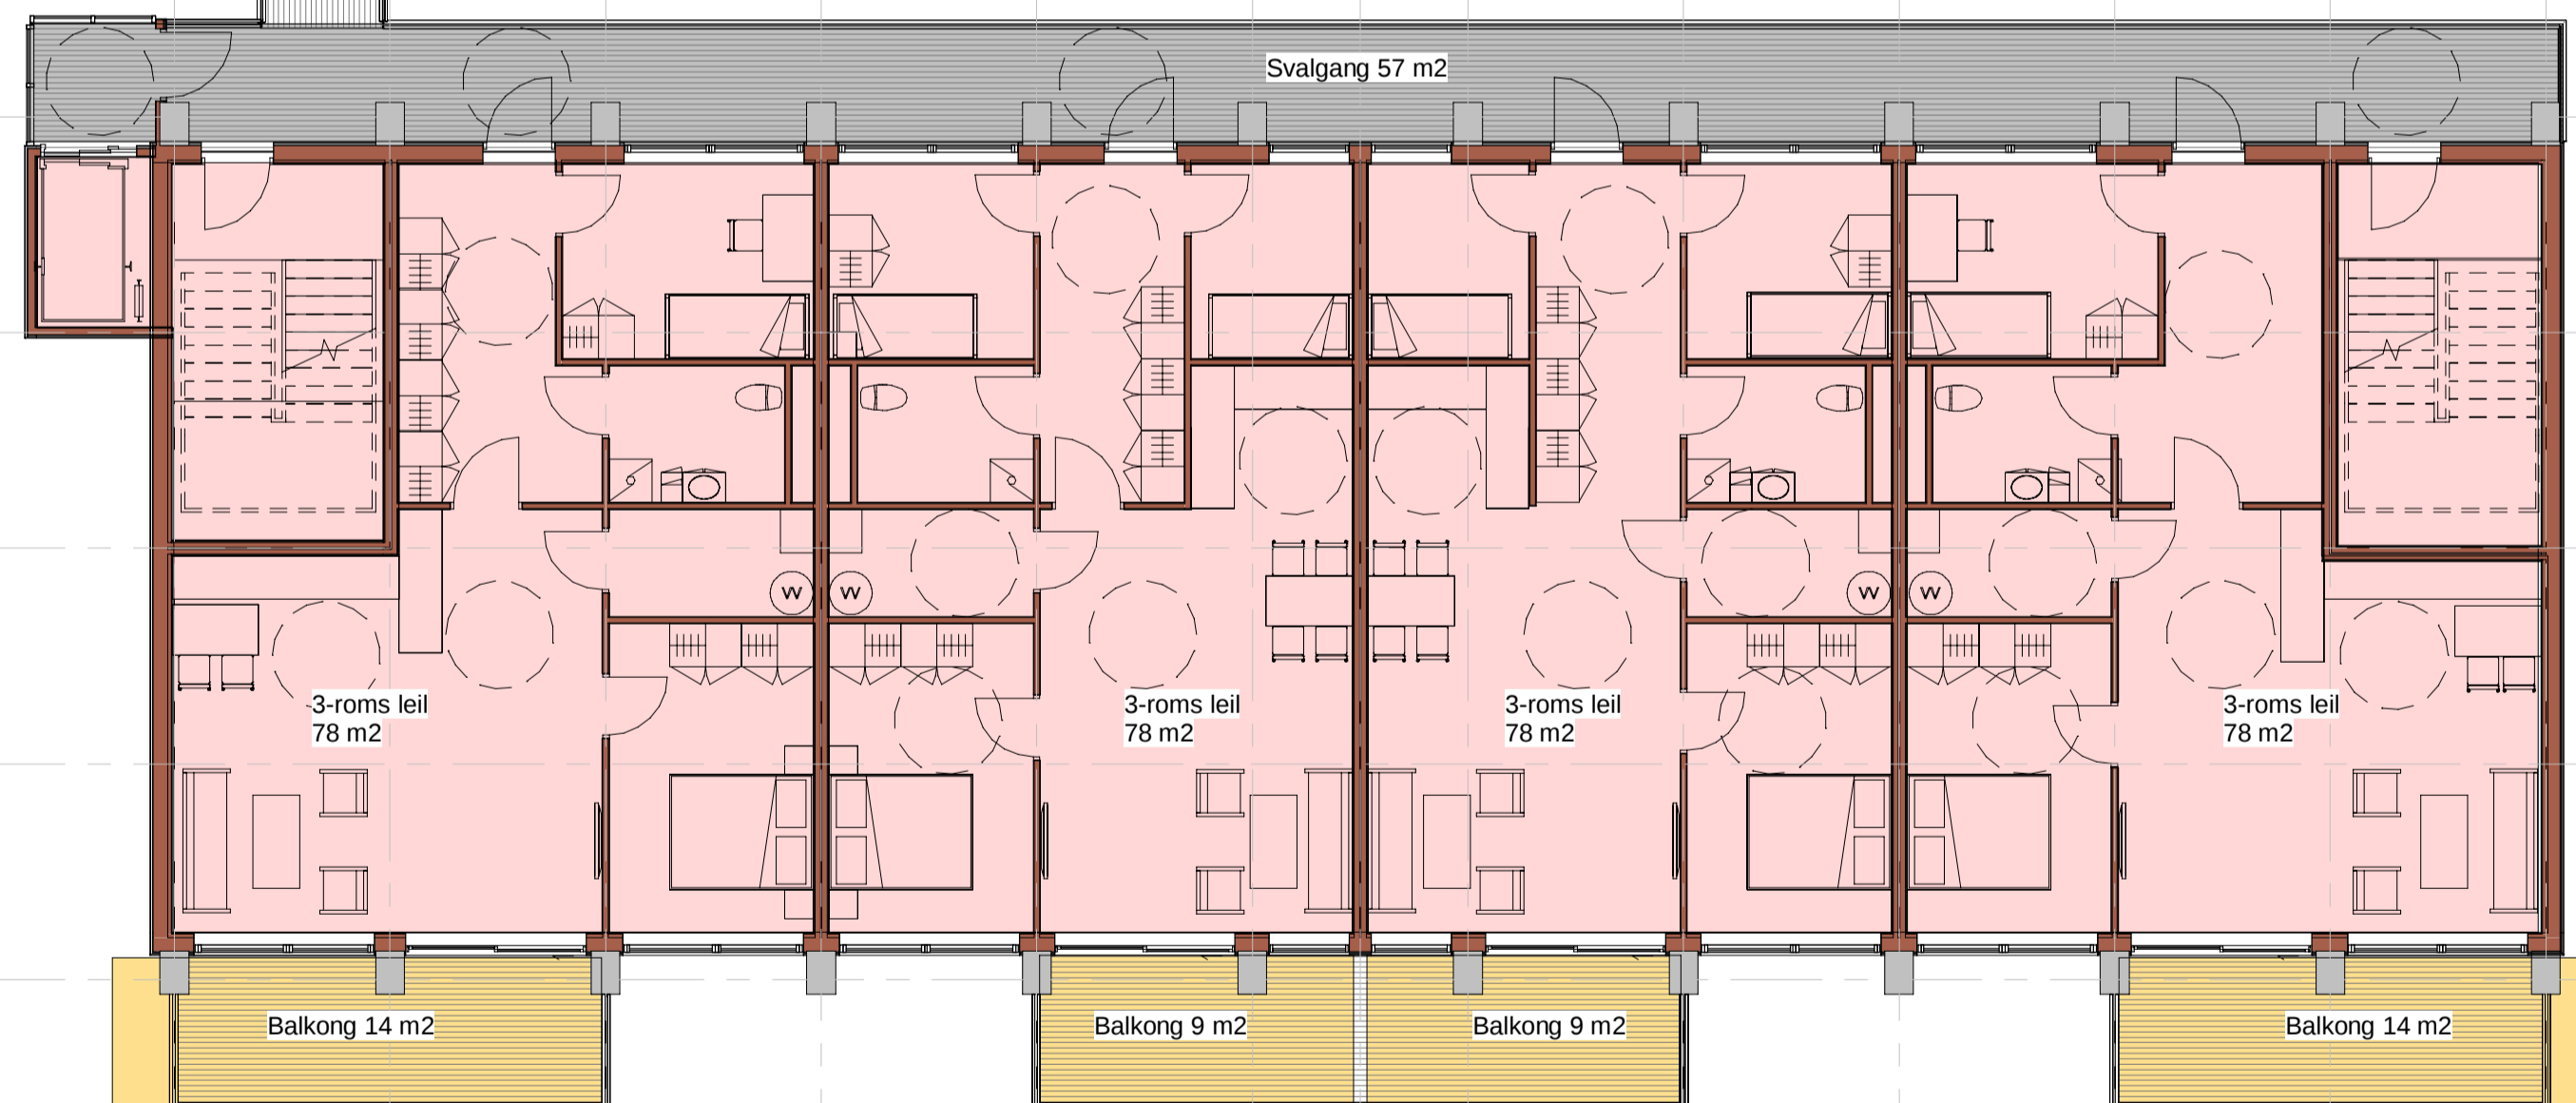 Svalgang 57 m2
W
W
W
W
3-roms leil
78 m2
3-roms leil
78 m2
3-roms leil
78 m2
3-roms leil
78 m2
Balkong 14 m2
Balkong 9 m2
Balkong 9 m2
Balkong 14 m2